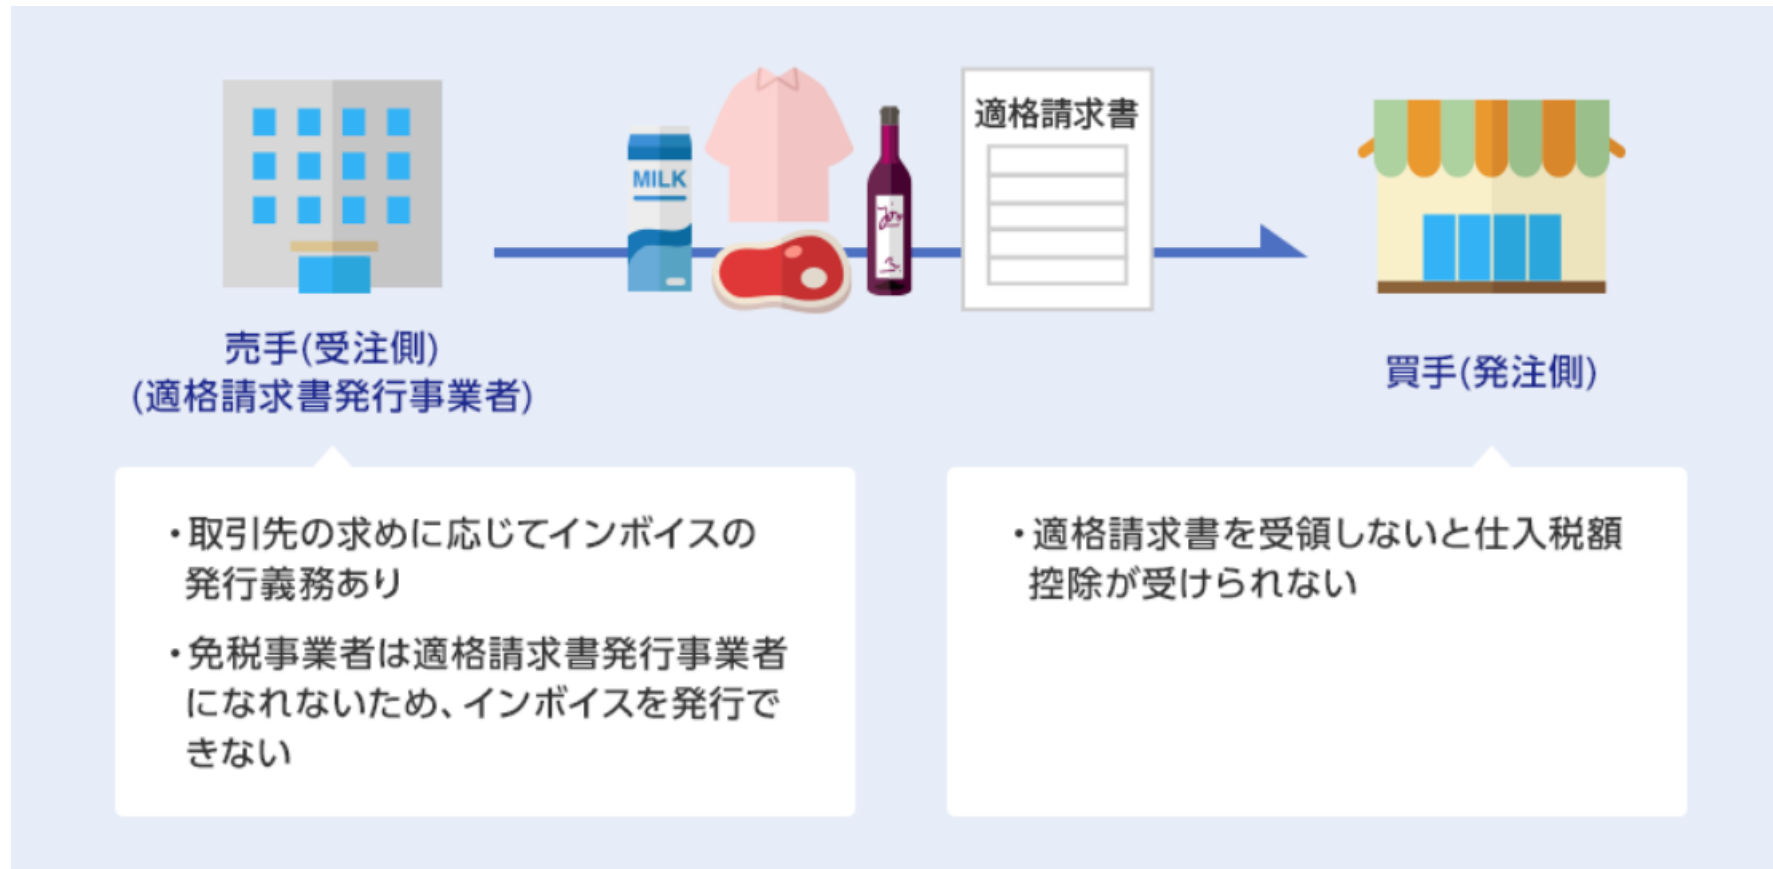 適格請求書
MILK
売手(受注側)
(適格請求書発行事業者)
買手(発注側)
・取引先の求めに応じてインボイスの
発行義務あり
・免税事業者は適格請求書発行事業者
になれないため、インボイスを発行で
きない
・適格請求書を受領しないと仕入税額
控除が受けられない